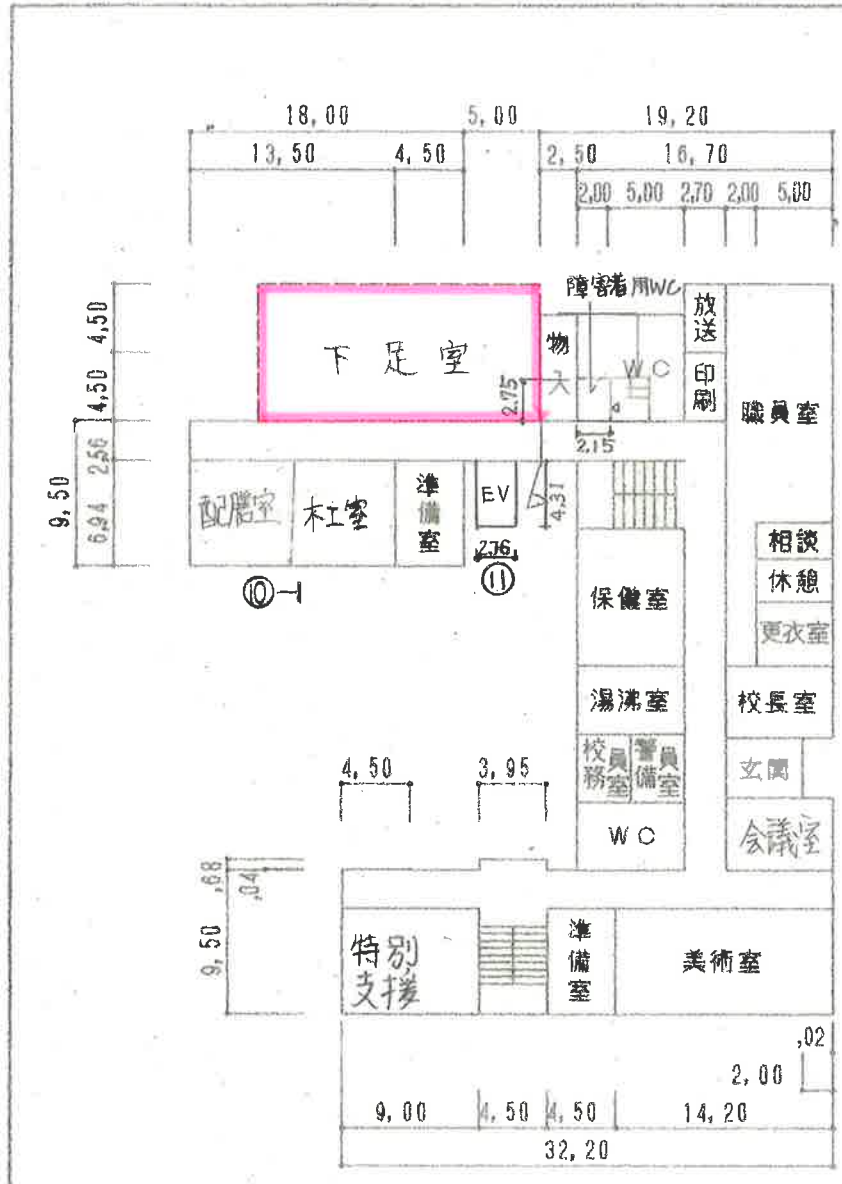 18,00 5,00 19,20
13,50 4,50 2,50 16,70
2,00 5,00 2,70 2,00 5,00
障害者用WC
放送
4,50
下足室
物入
WC
印刷
職員室
4,50
2.75
2.15
9,50
2,56
6,94
配膳室
木工室
準備室
EV
4.31
2.76
⑩
⑪
相談
休憩
更衣室
保健室
湯沸室
校長室
校務員室
警備員室
玄関
4,50 3,95
WC
会議室
,68
,04
9,50
特別支援
準備室
美術室
,02
2,00
9,00 4,50 4,50 14,20
32,20